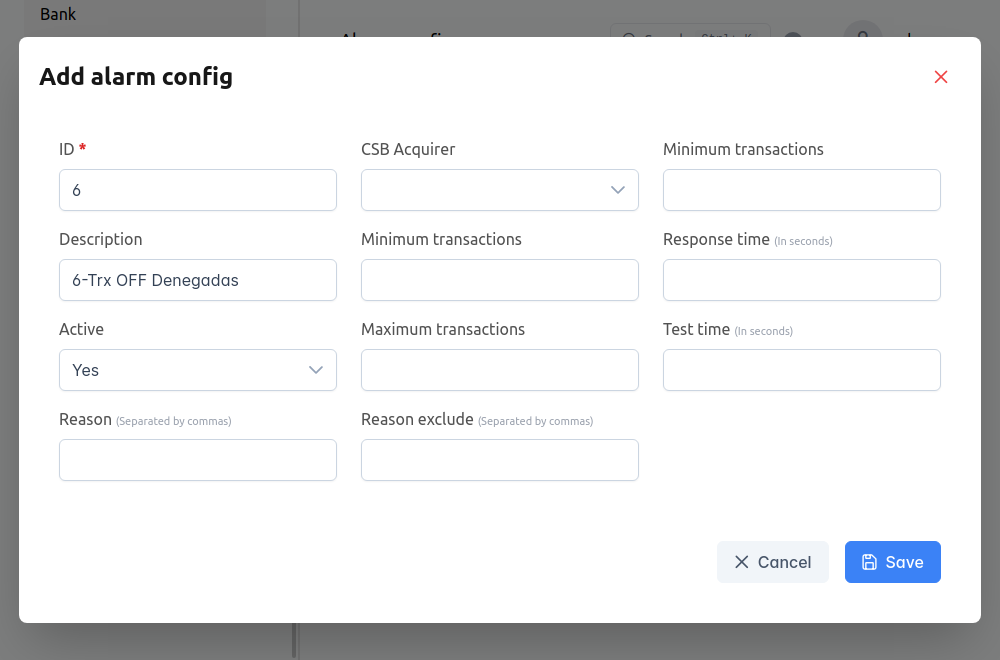 Bank
Add alarm config
ID *
CSB Acquirer
Minimum transactions
6
Description
Minimum transactions
Response time (In seconds)
6-Trx OFF Denegadas
Active
Maximum transactions
Test time (In seconds)
Yes
Reason (Separated by commas)
Reason exclude (Separated by commas)
Cancel
Save